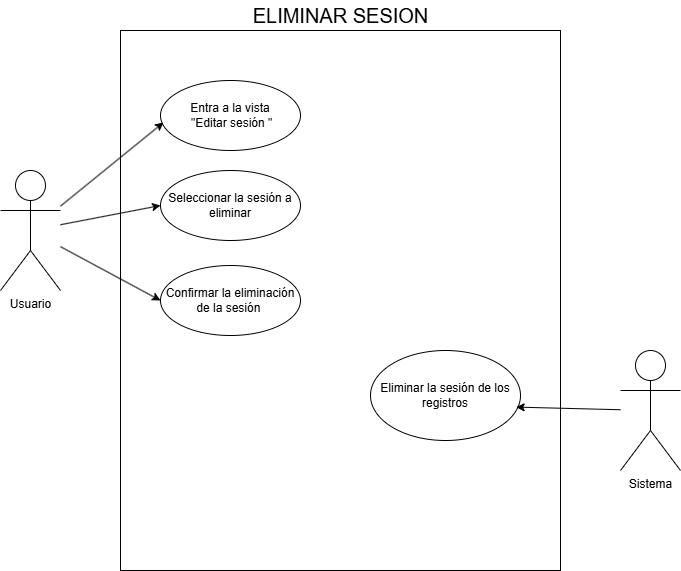 ELIMINAR SESION
Entra a la vista
"Editar sesión "
Seleccionar la sesión a
eliminar
Usuario
Confirmar la eliminación
de la sesión
Eliminar la sesión de los
registros
Sistema